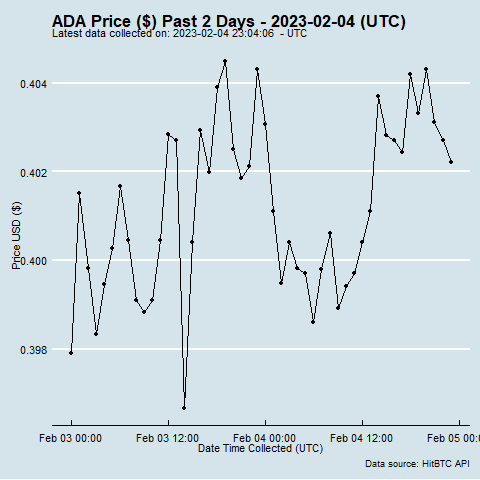 ADA Price ($) Past 2 Days - 2023-02-04 (UTC)
Latest data collected on: 2023-02-04 23:04:06 - UTC
0.404
0.402
0.400
0.398
Price USD ($)
Feb 03 00:00 Feb 03 12:00 Feb 04 00:00 Feb 04 12:00 Feb 05 00:00
Date Time Collected (UTC)
Data source: HitBTC API